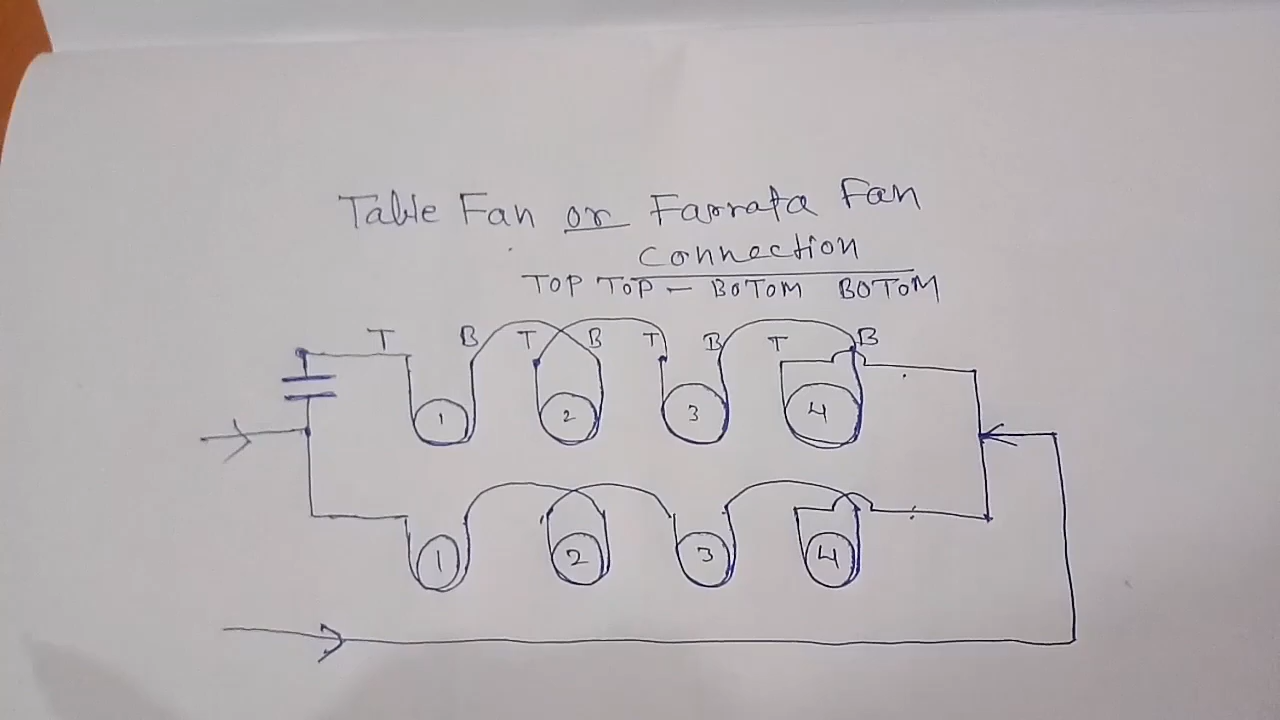 Table Fan or Farrata Fan
Connection
TOP TOP - BOTOM BOTOM
T B T B T B T B
1 2 3 4
1 2 3 4